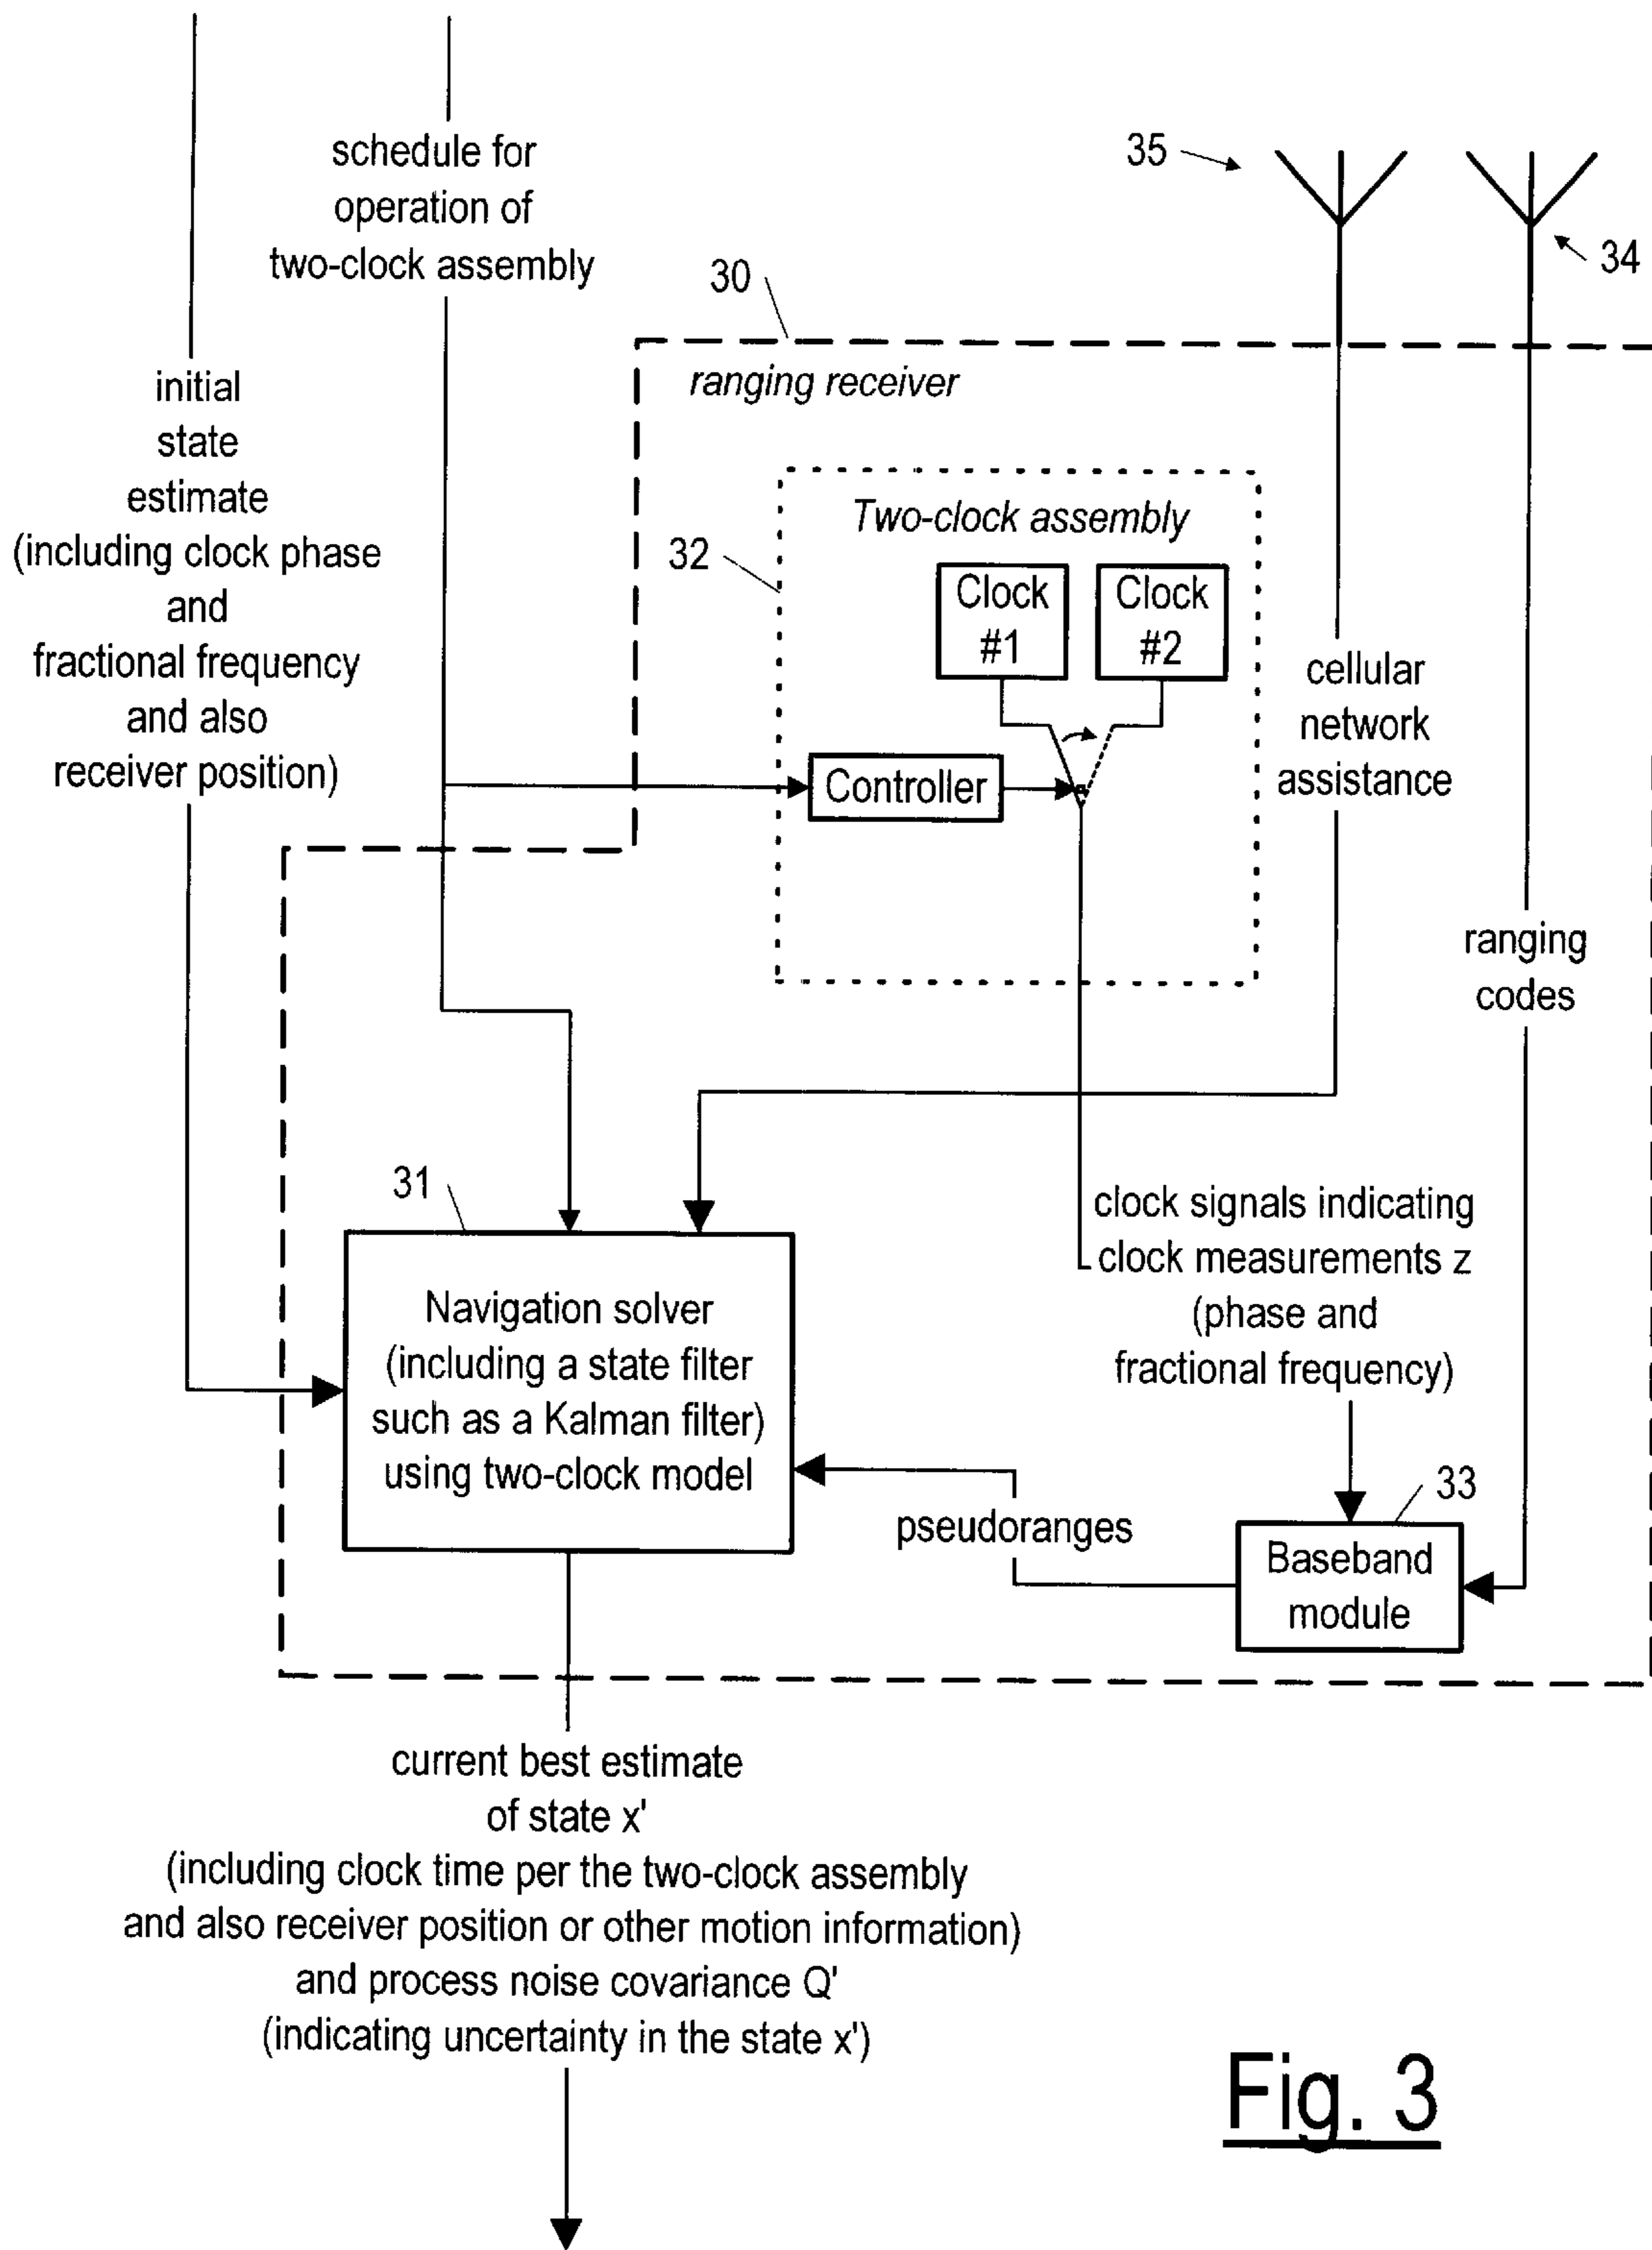 schedule for
operation of
two-clock assembly
35
34
30
ranging receiver
initial
state
estimate
(including clock phase
and
fractional frequency
and also
receiver position)
32
Two-clock assembly
Clock
#1
Clock
#2
Controller
cellular
network
assistance
ranging
codes
31
clock signals indicating
clock measurements z
(phase and
fractional frequency)
Navigation solver
(including a state filter
such as a Kalman filter)
using two-clock model
33
pseudoranges
Baseband
module
current best estimate
of state x'
(including clock time per the two-clock assembly
and also receiver position or other motion information)
and process noise covariance Q'
(indicating uncertainty in the state x')
Fig. 3